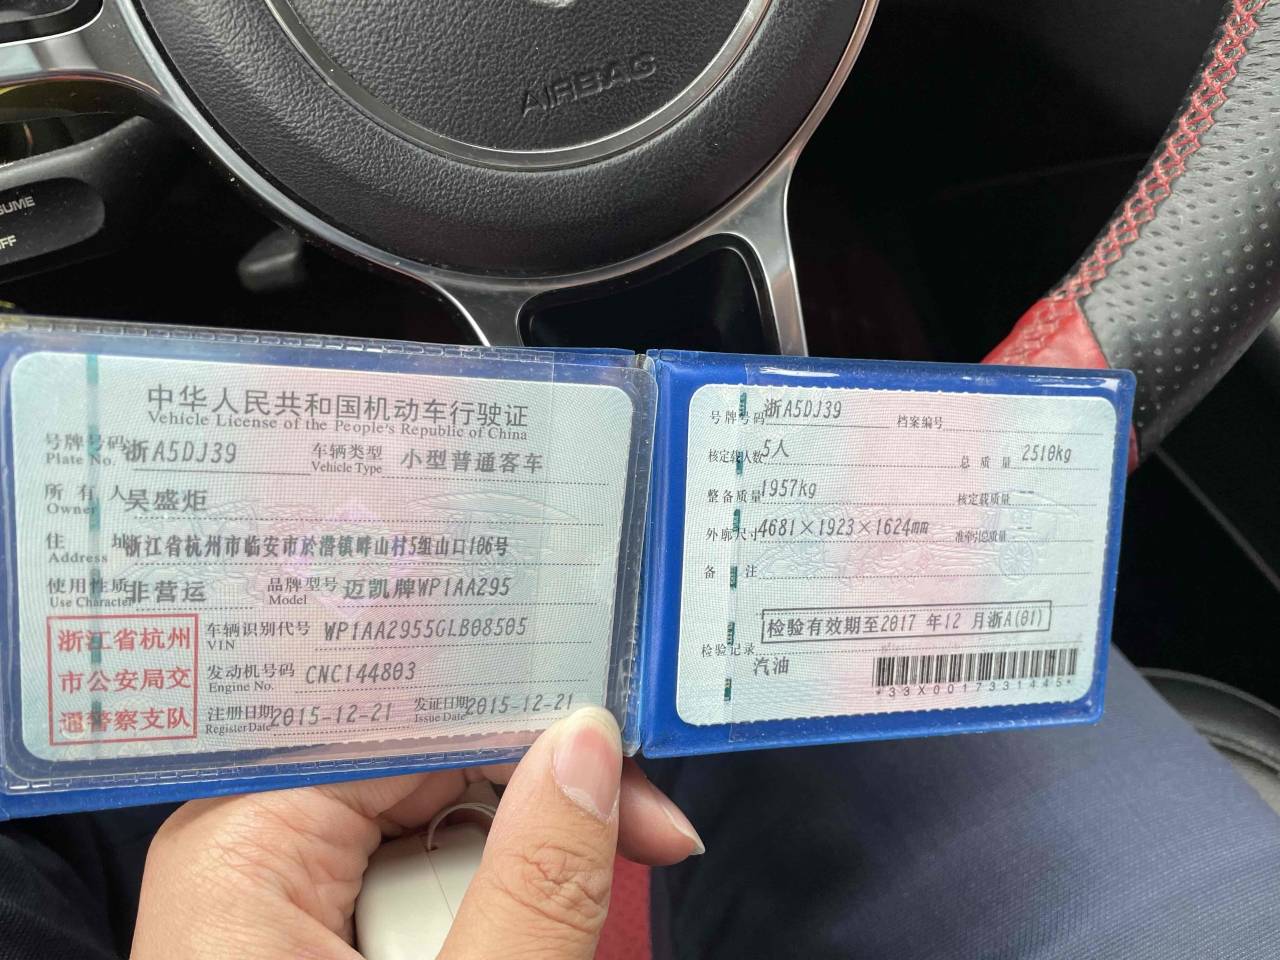 AIRBAG
SUME
FF
中华人民共和国机动车行驶证
Vehicle License of the People's Republic of China
号牌号码 浙A5DJ39 车辆类型 小型普通客车
Plate No. Vehicle Type
所有人 吴盛炬
Owner
住址 浙江省杭州市临安市於潜镇畔山村5组山口106号
Address
使用性质 非营运 品牌型号 迈凯牌WP1AA295
Use Character Model
浙江省杭州
市公安局交
通警察支队
车辆识别代号 WP1AA2955GLB08505
VIN
发动机号码 CNC144803
Engine No.
注册日期 2015-12-21 发证日期 2015-12-21
Register Date Issue Date
号牌号码 浙A5DJ39 档案编号
核定载人数 5人 总质量 2510kg
整备质量 1957kg 核定载质量 --
外廓尺寸 4681×1923×1624mm 准牵引总质量 --
备注
检验有效期至2017 年12 月浙A(01)
检验记录
汽油
*33X0017331445*